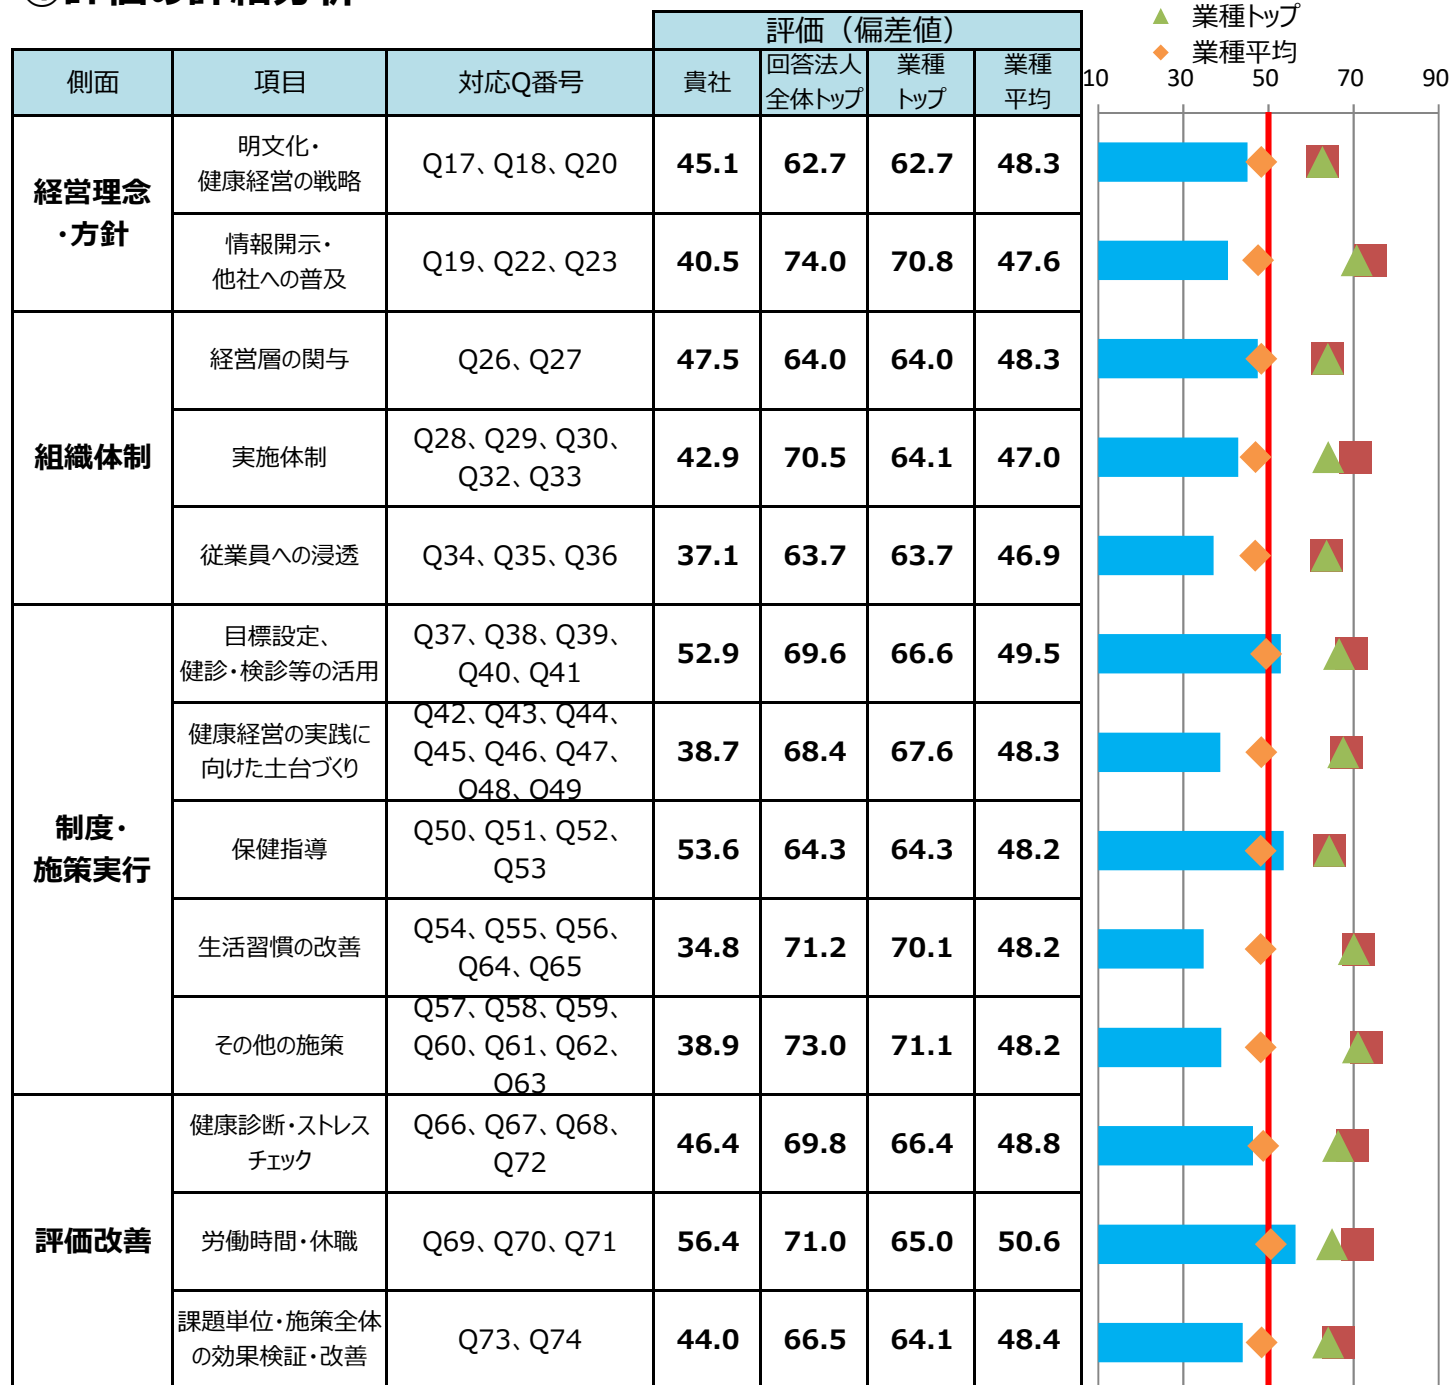 評価（偏差値）
業種トップ
業種平均
側面 項目 対応Q番号 貴社 回答法人 業種 業種
全体トップ トップ 平均
10 30 50 70 90
経営理念
・方針
明文化・
健康経営の戦略
Q17、Q18、Q20 45.1 62.7 62.7 48.3
情報開示・
他社への普及
Q19、Q22、Q23 40.5 74.0 70.8 47.6
組織体制
経営層の関与 Q26、Q27 47.5 64.0 64.0 48.3
実施体制
Q28、Q29、Q30、
Q32、Q33
42.9 70.5 64.1 47.0
従業員への浸透 Q34、Q35、Q36 37.1 63.7 63.7 46.9
制度・
施策実行
目標設定、
健診・検診等の活用
Q37、Q38、Q39、
Q40、Q41
52.9 69.6 66.6 49.5
健康経営の実践に
向けた土台づくり
Q42、Q43、Q44、
Q45、Q46、Q47、
Q48、Q49
38.7 68.4 67.6 48.3
保健指導
Q50、Q51、Q52、
Q53
53.6 64.3 64.3 48.2
生活習慣の改善
Q54、Q55、Q56、
Q64、Q65
34.8 71.2 70.1 48.2
その他の施策
Q57、Q58、Q59、
Q60、Q61、Q62、
Q63
38.9 73.0 71.1 48.2
評価改善
健康診断・ストレス
チェック
Q66、Q67、Q68、
Q72
46.4 69.8 66.4 48.8
労働時間・休職 Q69、Q70、Q71 56.4 71.0 65.0 50.6
課題単位・施策全体
の効果検証・改善
Q73、Q74 44.0 66.5 64.1 48.4